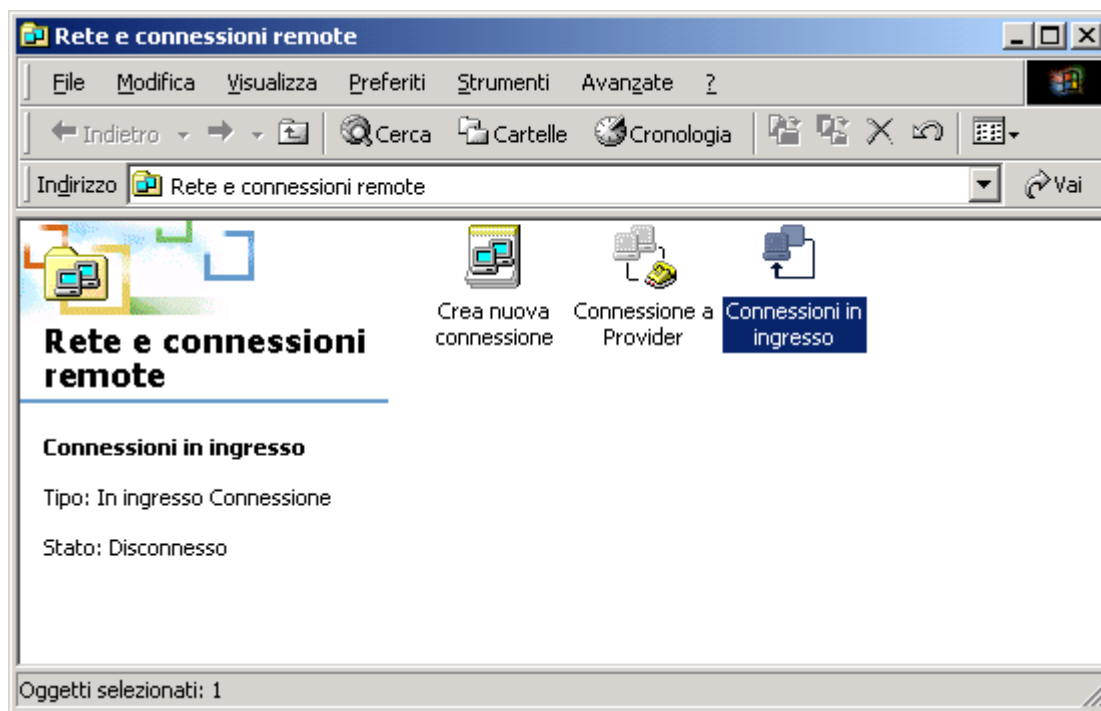 Rete e connessioni remote
File Modifica Visualizza Preferiti Strumenti Avanzate ?
Indietro Cerca Cartelle Cronologia
Indirizzo Rete e connessioni remote Vai
Crea nuova connessione
Connessione a Provider
Connessioni in ingresso
Rete e connessioni
remote
Connessioni in ingresso
Tipo: In ingresso Connessione
Stato: Disconnesso
Oggetti selezionati: 1